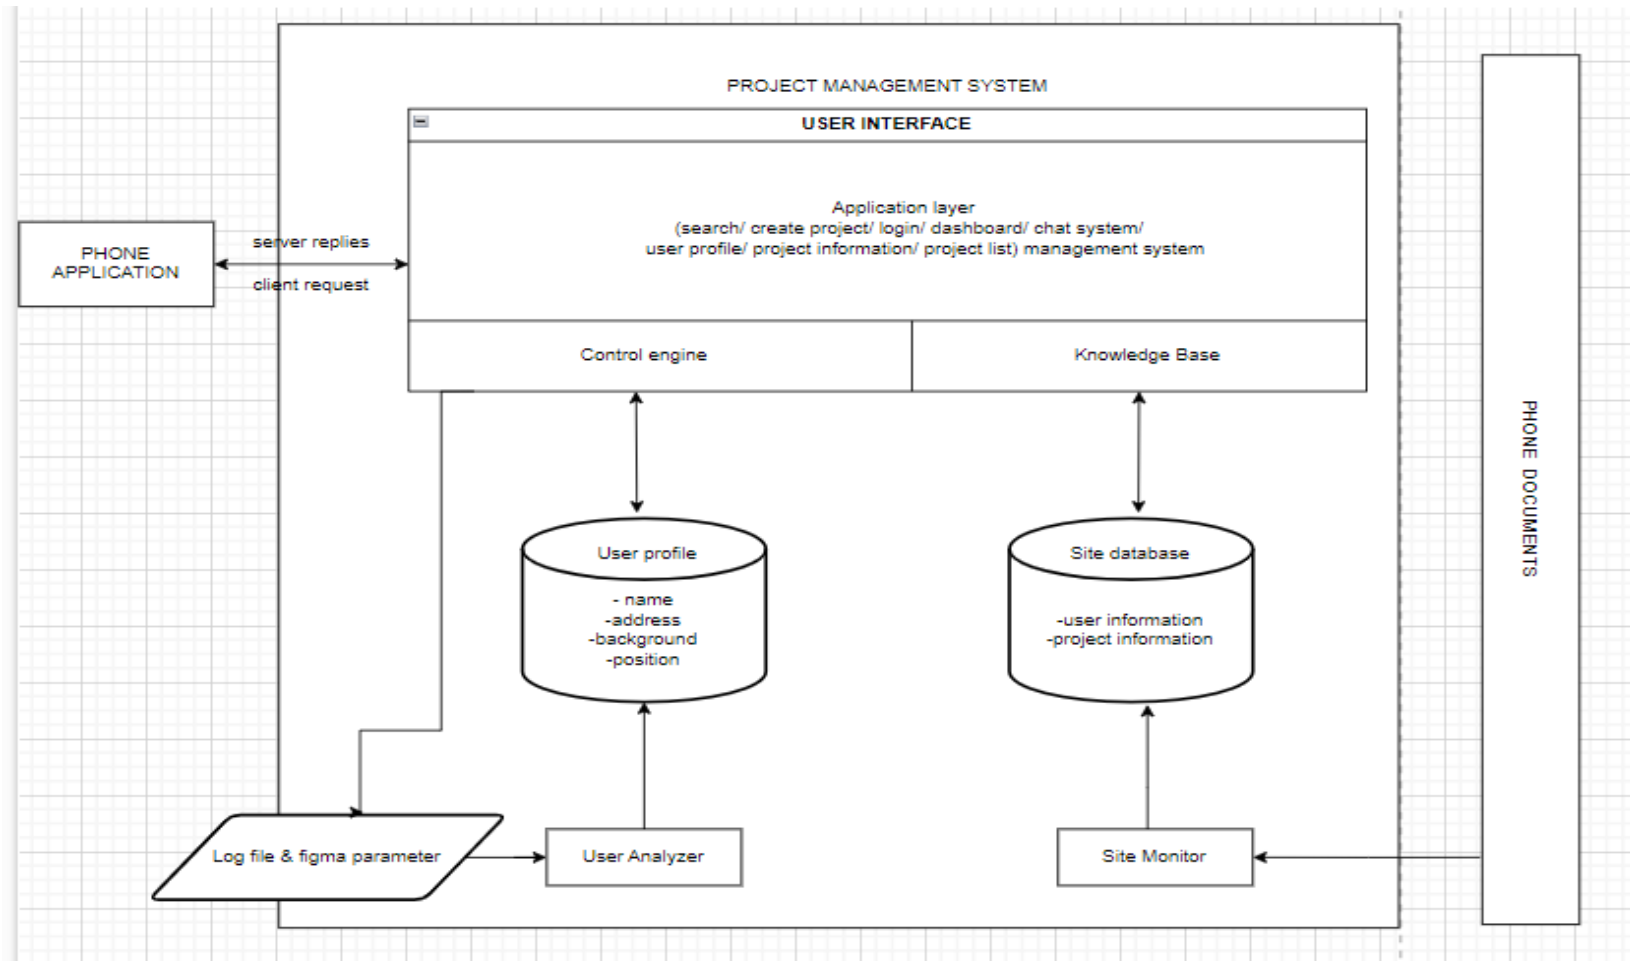 PROJECT MANAGEMENT SYSTEM
USER INTERFACE
Application layer
(search/ create project/ login/ dashboard/ chat system/
user profile/ project information/ project list) management system
PHONE
APPLICATION
server replies
client request
Control engine
Knowledge Base
User profile
- name
-address
-background
-position
Site database
-user information
-project information
PHONE DOCUMENTS
Log file & figma parameter
User Analyzer
Site Monitor